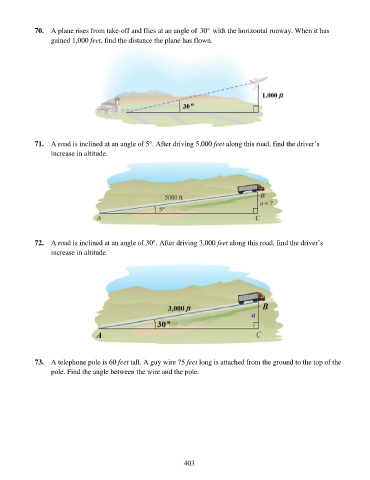 70. A plane rises from take-off and flies at an angle of 30° with the horizontal runway. When it has
gained 1,000 feet, find the distance the plane has flown.
1,000 ft
30 °
71. A road is inclined at an angle of 5°. After driving 5,000 feet along this road, find the driver's
increase in altitude.
5000 ft
B
a = ?
5°
A
C
72. A road is inclined at an angle of 30°. After driving 3,000 feet along this road, find the driver's
increase in altitude.
3,000 ft
B
a
30 °
A
C
73. A telephone pole is 60 feet tall. A guy wire 75 feet long is attached from the ground to the top of the
pole. Find the angle between the wire and the pole.
403